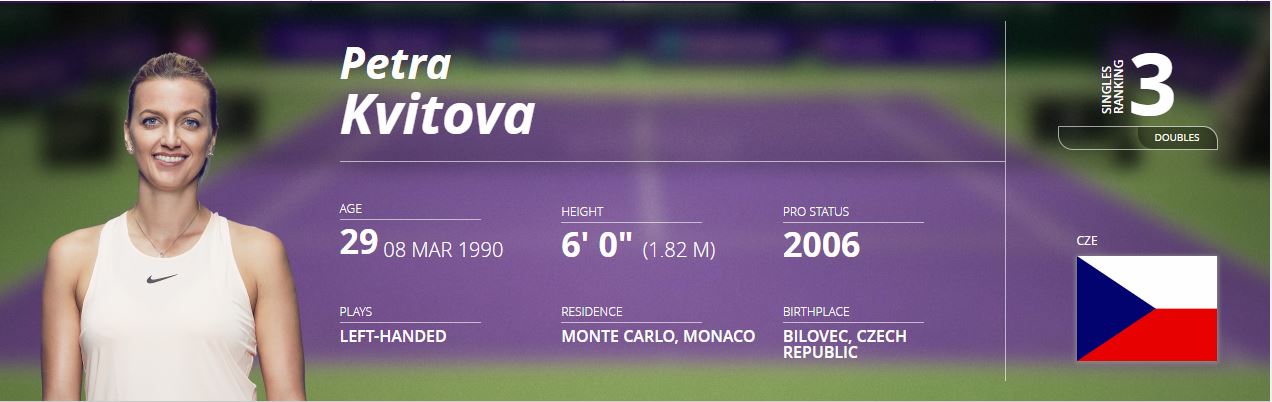 Petra
Kvitova
SINGLES
RANKING
3
DOUBLES
AGE
29 08 MAR 1990
HEIGHT
6' 0" (1.82 M)
PRO STATUS
2006
CZE
PLAYS
LEFT-HANDED
RESIDENCE
MONTE CARLO, MONACO
BIRTHPLACE
BILOVEC, CZECH
REPUBLIC